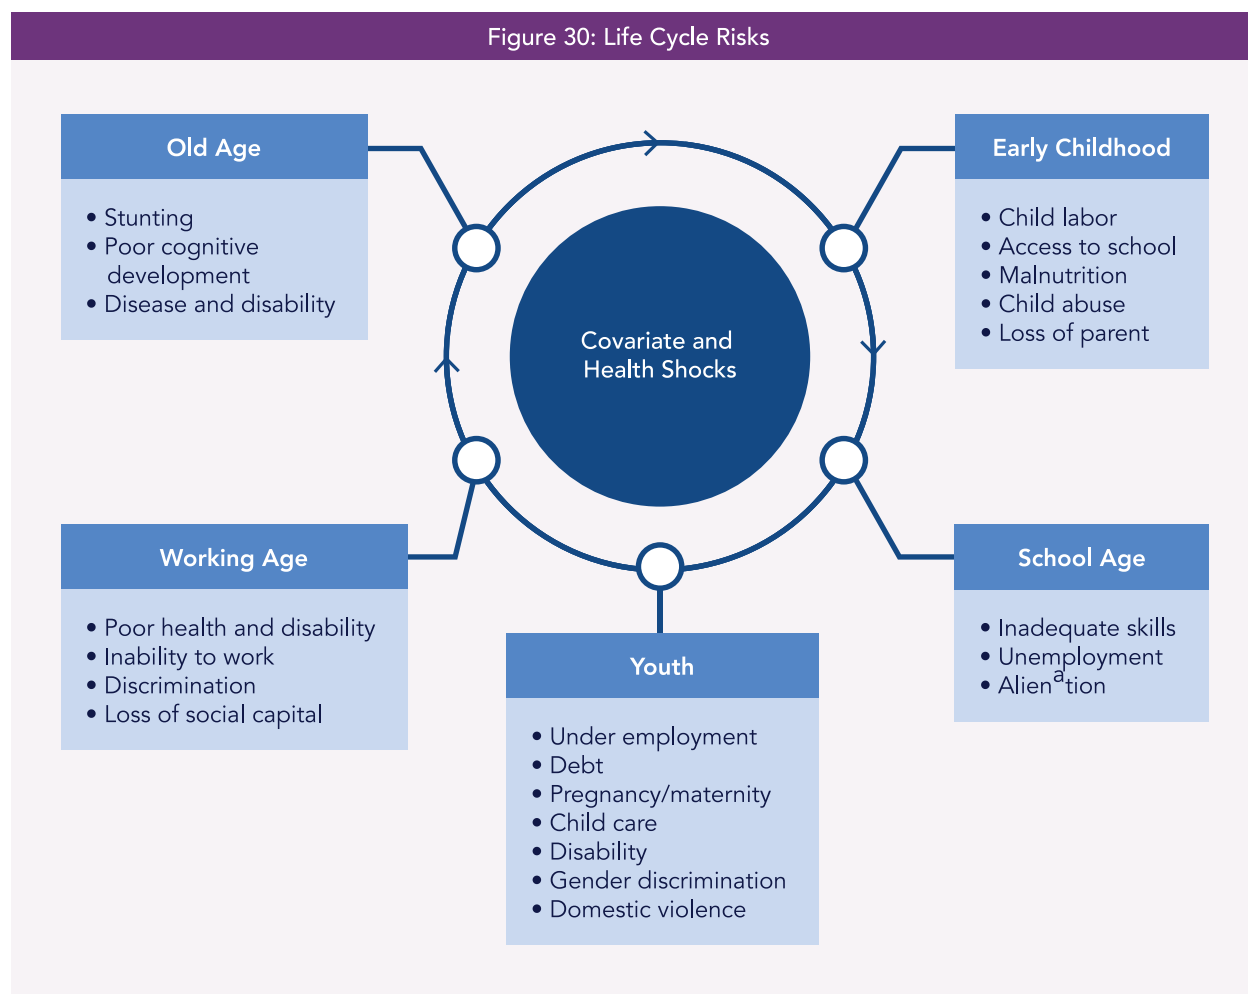 Figure 30: Life Cycle Risks
Old Age
• Stunting
• Poor cognitive
development
• Disease and disability
Early Childhood
• Child labor
• Access to school
• Malnutrition
• Child abuse
• Loss of parent
Covariate and
Health Shocks
Working Age
• Poor health and disability
• Inability to work
• Discrimination
• Loss of social capital
School Age
• Inadequate skills
• Unemployment
• Alienation
Youth
• Under employment
• Debt
• Pregnancy/maternity
• Child care
• Disability
• Gender discrimination
• Domestic violence